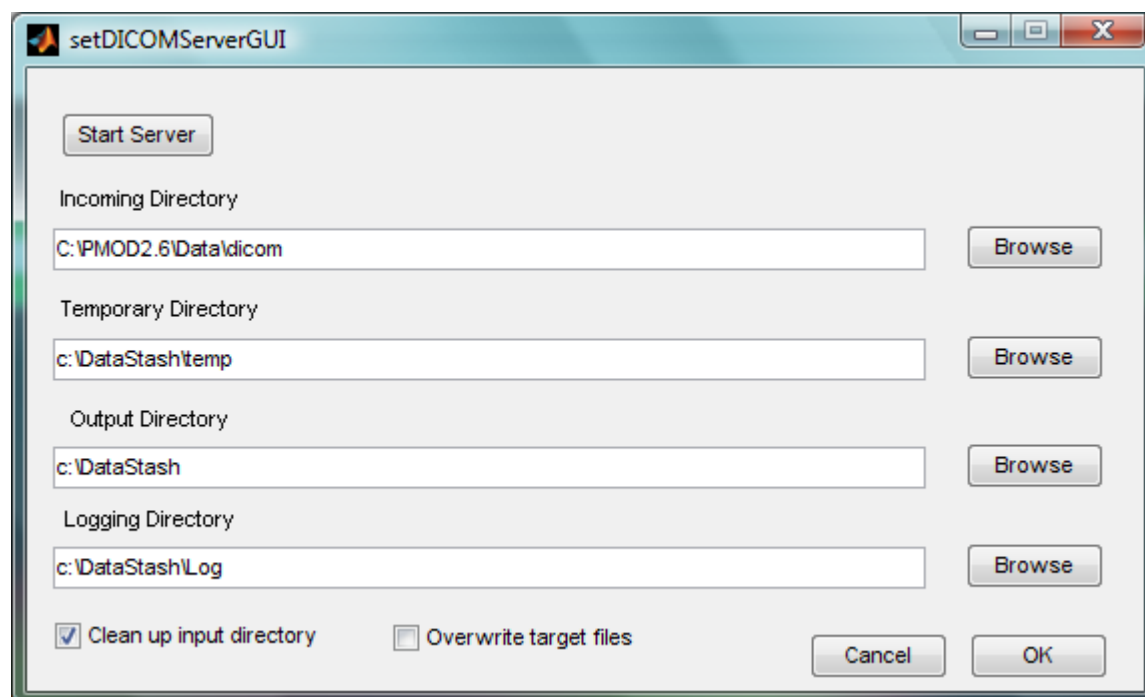 setDICOMServerGUI
Start Server
Incoming Directory
C:\PMOD2.6\Data\dicom Browse
Temporary Directory
c:\DataStash\temp Browse
Output Directory
c:\DataStash Browse
Logging Directory
c:\DataStash\Log Browse
Clean up input directory Overwrite target files
Cancel OK